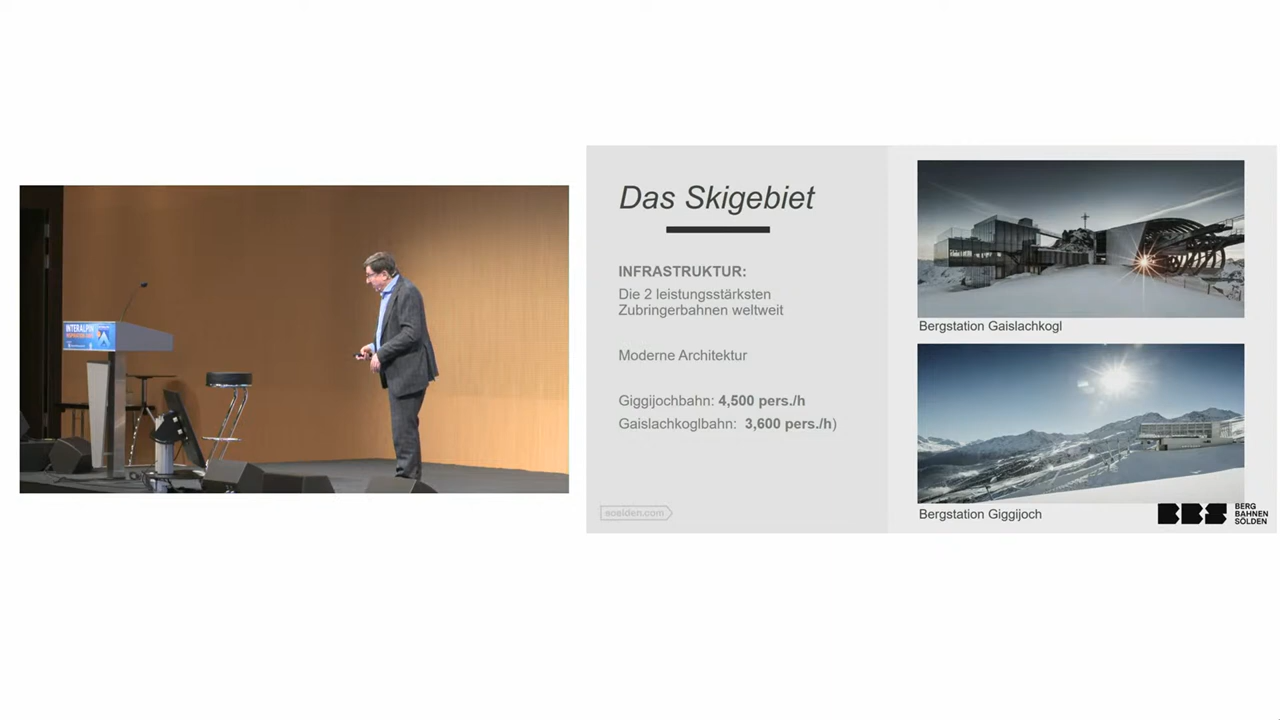 INTERALPIN
Das Skigebiet
INFRASTRUKTUR:
Die 2 leistungsstärksten
Zubringerbahnen weltweit
Moderne Architektur
Giggijochbahn: 4,500 pers./h
Gaislachkoglbahn: 3,600 pers./h)
soelden.com
Bergstation Gaislachkogl
Bergstation Giggijoch
BBS
BERG
BAHNEN
SÖLDEN